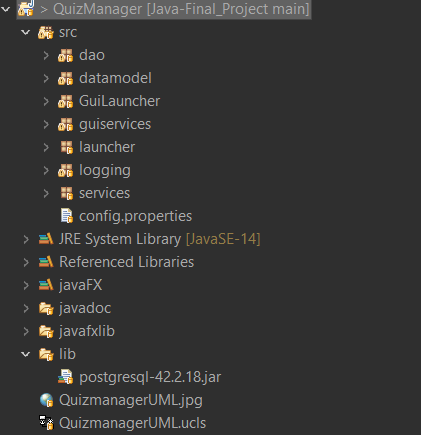 > QuizManager [Java-Final_Project main]
src
dao
datamodel
GuiLauncher
guiservices
launcher
logging
services
config.properties
JRE System Library [JavaSE-14]
Referenced Libraries
javaFX
javadoc
javafxlib
lib
postgresql-42.2.18.jar
QuizmanagerUML.jpg
QuizmanagerUML.ucls